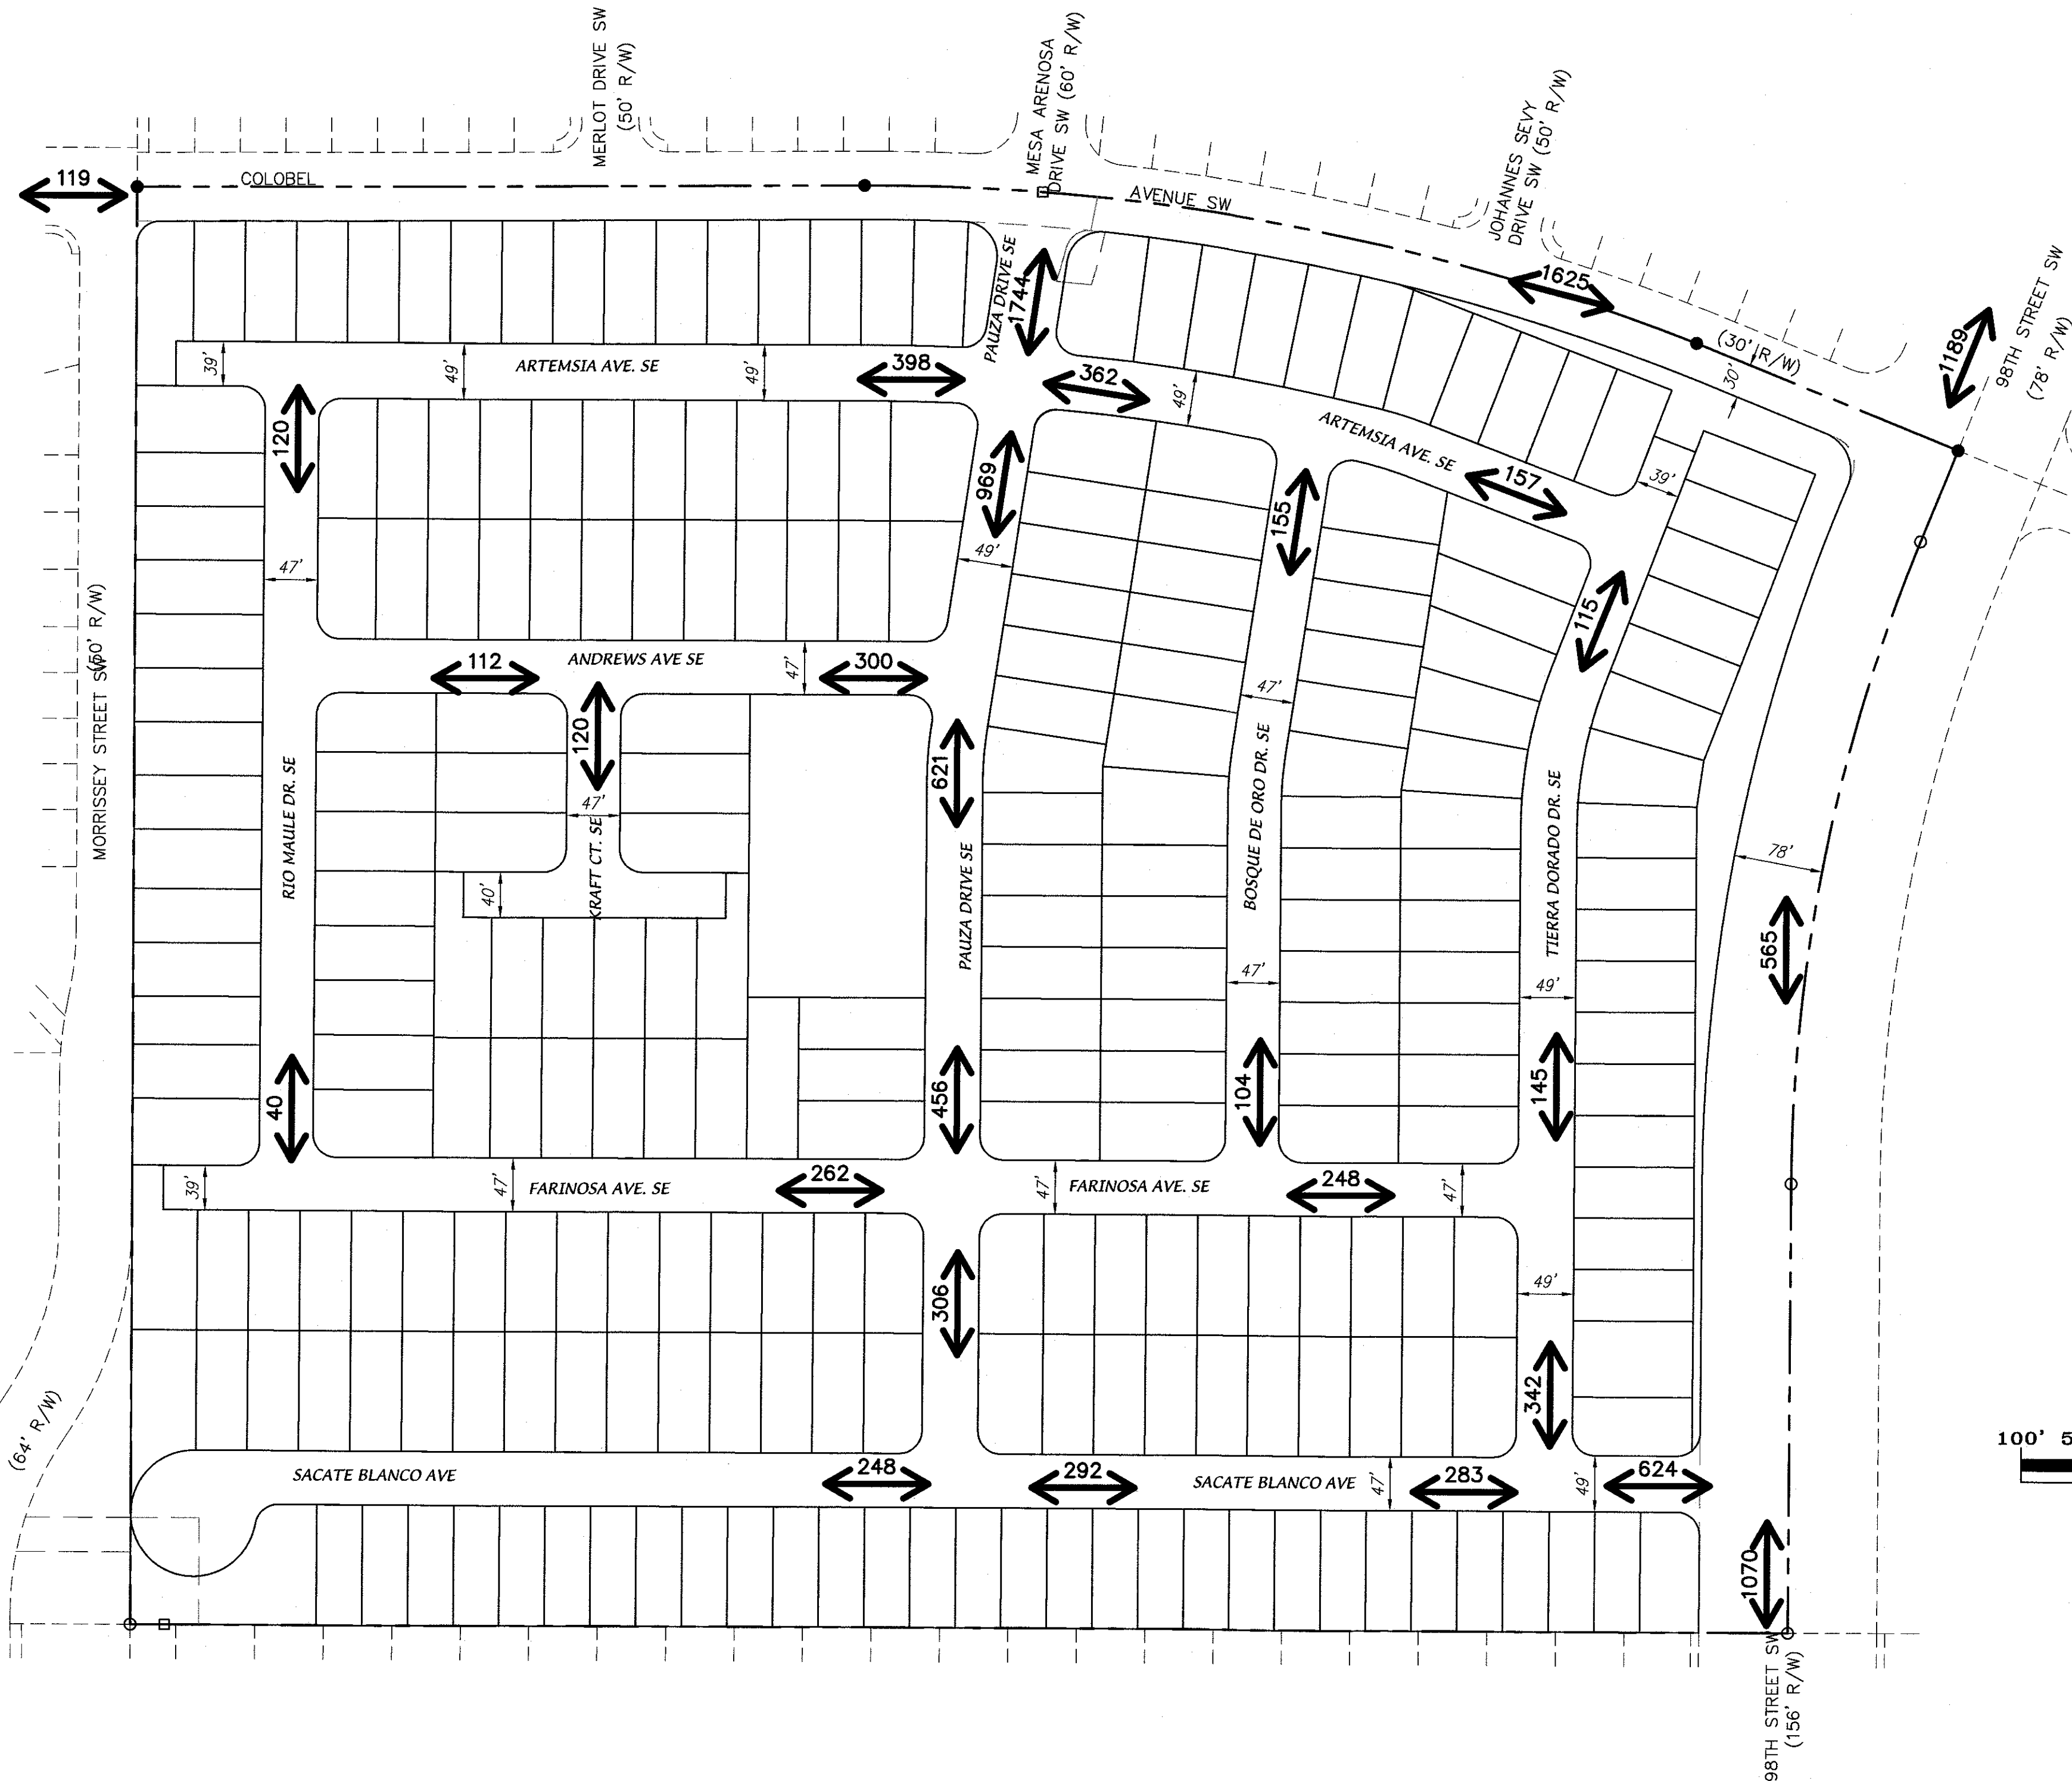 MERLOT DRIVE SW
(50' R/W)
MESA ARENOSA
DRIVE SW (60' R/W)
JOHANNES SEVY
DRIVE SW (50' R/W)
119
COLOBEL
AVENUE SW
1625
(30' R/W)
30'
1189
98TH STREET SW
(78' R/W)
PAUZA DRIVE SE
1744
39'
49'
ARTEMSIA AVE. SE
49'
398
362
49'
ARTEMSIA AVE. SE
157
39'
120
969
49'
155
115
47'
MORRISSEY STREET SW
(50' R/W)
112
ANDREWS AVE SE
47'
300
120
47'
KRAFT CT. SE
40'
RIO MAULE DR. SE
621
PAUZA DRIVE SE
47'
BOSQUE DE ORO DR. SE
47'
TIERRA DORADO DR. SE
49'
78'
565
40
456
104
145
39'
47'
FARINOSA AVE. SE
262
47'
FARINOSA AVE. SE
248
47'
306
49'
342
(64' R/W)
SACATE BLANCO AVE
248
292
SACATE BLANCO AVE
47'
283
49'
624
100' 5
1070
98TH STREET SW
(156' R/W)